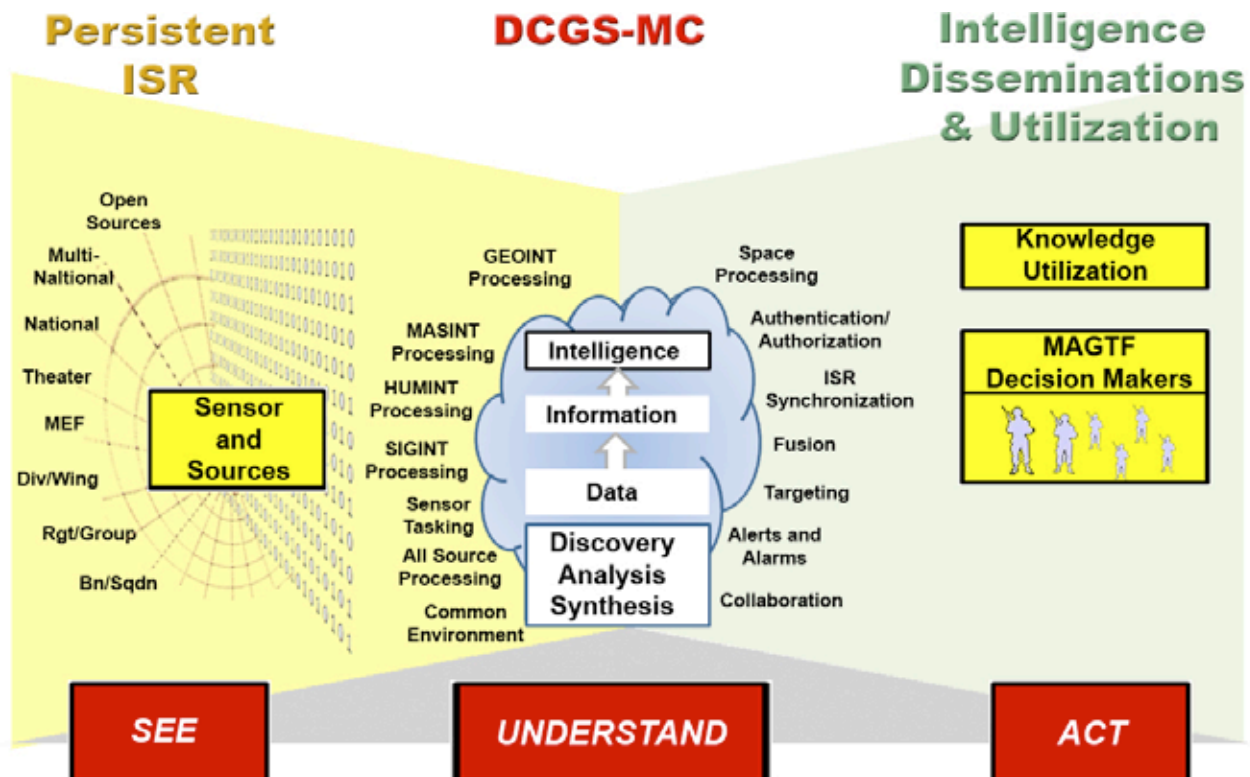 Persistent
ISR
DCGS-MC
Intelligence
Disseminations
& Utilization
Open
Sources
Multi-
Naltional
National
Theater
MEF
Div/Wing
Rgt/Group
Bn/Sqdn
Sensor
and
Sources
GEOINT
Processing
MASINT
Processing
HUMINT
Processing
SIGINT
Processing
Sensor
Tasking
All Source
Processing
Common
Environment
Intelligence
Information
Data
Discovery
Analysis
Synthesis
Space
Processing
Authentication/
Authorization
ISR
Synchronization
Fusion
Targeting
Alerts and
Alarms
Collaboration
Knowledge
Utilization
MAGTF
Decision Makers
SEE
UNDERSTAND
ACT